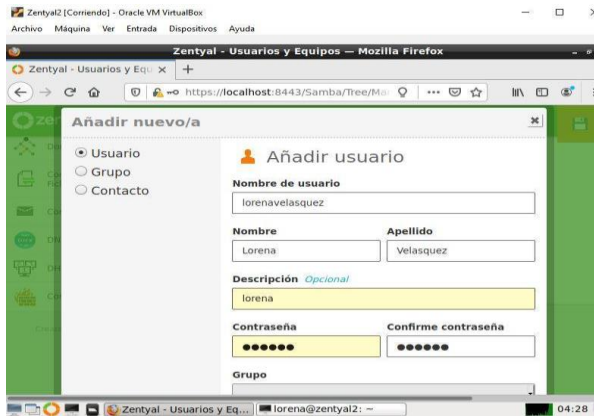 Zentyal2 [Corriendo] - Oracle VM VirtualBox
Archivo Máquina Ver Entrada Dispositivos Ayuda
Zentyal - Usuarios y Equipos — Mozilla Firefox
Zentyal - Usuarios y Equ
https://localhost:8443/Samba/Tree/Ma
Añadir nuevo/a
Usuario
Grupo
Contacto
Añadir usuario
Nombre de usuario
lorenavelasquez
Nombre Apellido
Lorena Velasquez
Descripción Opcional
lorena
Contraseña Confirme contraseña
Grupo
Zentyal - Usuarios y Eq... lorena@zentyal2: ~ 04:28